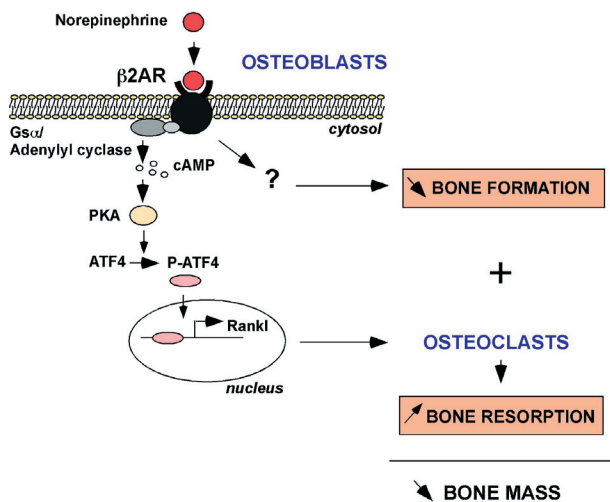 Norepinephrine
OSTEOBLASTS
β2AR
cytosol
Gsα/
Adenylyl cyclase
cAMP
?
BONE FORMATION
PKA
+
ATF4
P-ATF4
Rankl
OSTEOCLASTS
nucleus
BONE RESORPTION
BONE MASS